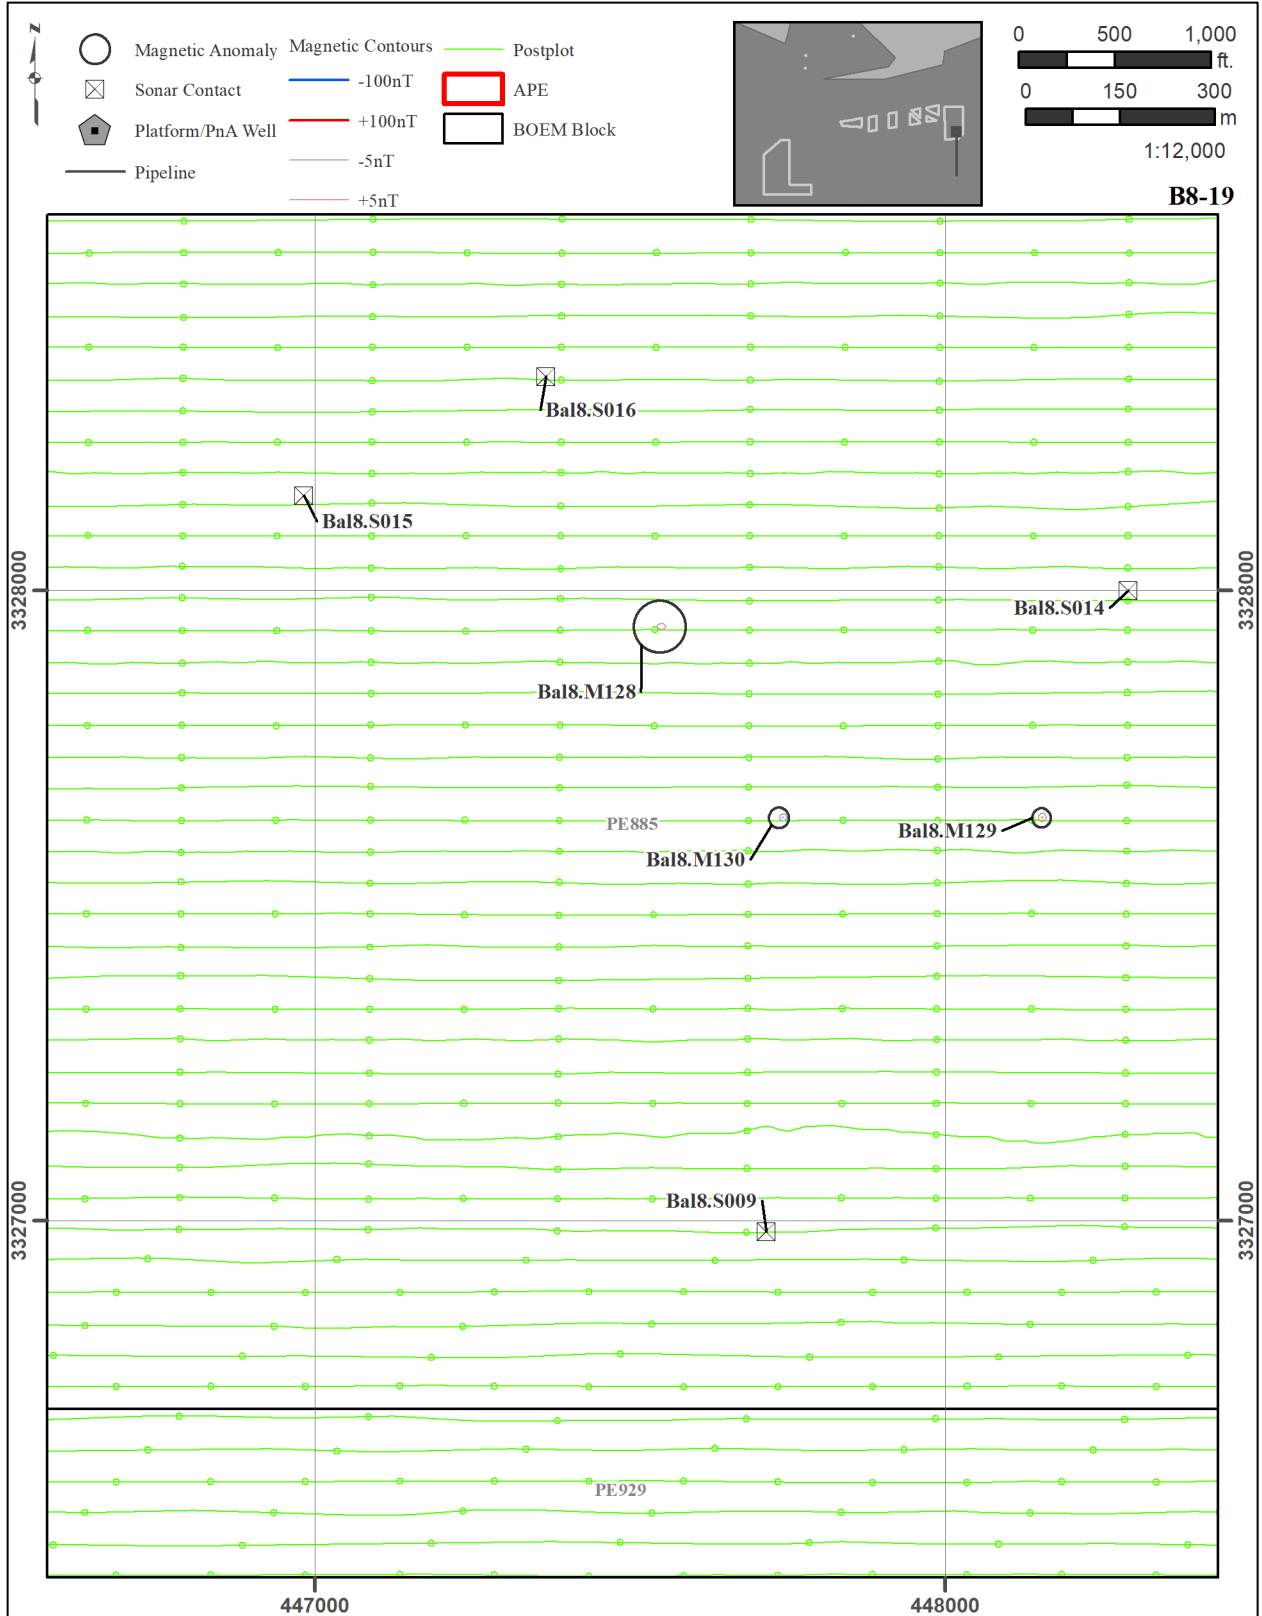 Z
Magnetic Anomaly
Sonar Contact
Platform/PnA Well
Pipeline
Magnetic Contours
-100nT
+100nT
-5nT
+5nT
Postplot
APE
BOEM Block
0 500 1,000
ft.
0 150 300
m
1:12,000
B8-19
Bal8.S016
Bal8.S015
3328000
3328000
Bal8.S014
Bal8.M128
PE885
Bal8.M129
Bal8.M130
Bal8.S009
3327000
3327000
PE929
447000
448000